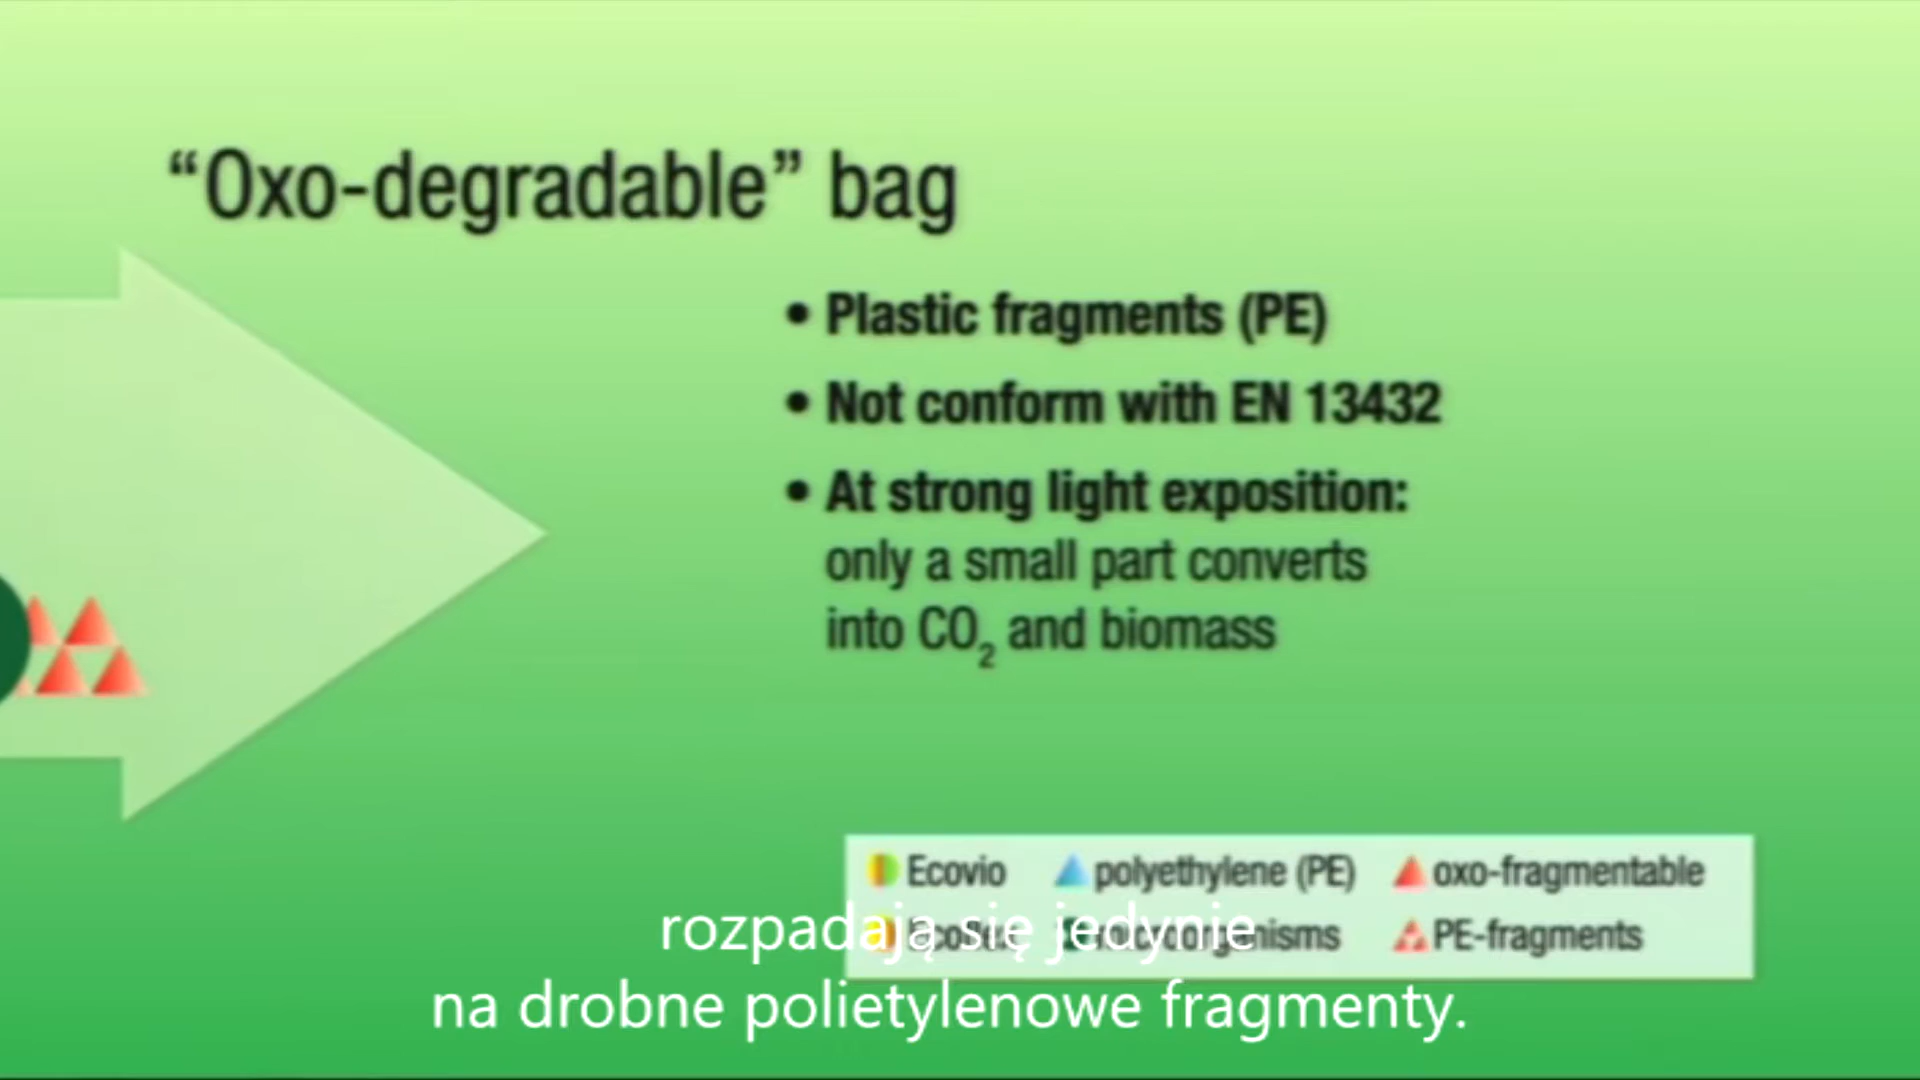 “Oxo-degradable” bag
• Plastic fragments (PE)
• Not conform with EN 13432
• At strong light exposition:
only a small part converts
into CO₂ and biomass
Ecovio polyethylene (PE) oxo-fragmentable
microorganisms PE-fragments
rozpadają się jedynie
na drobne polietylenowe fragmenty.